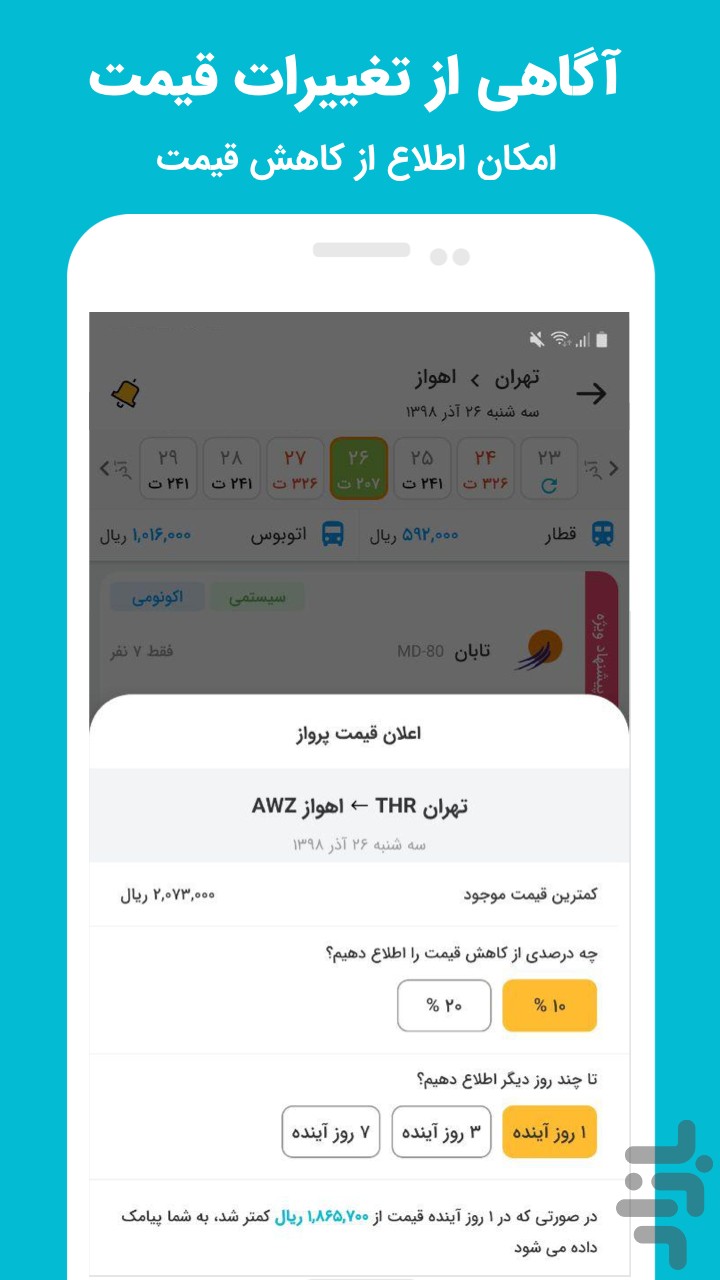 آگاهی از تغییرات قیمت
امکان اطلاع از کاهش قیمت
تهران › اهواز
سه شنبه ۲۶ آذر ۱۳۹۸
آذر ۲۳ ۲۴ ۲۵ ۲۶ ۲۷ ۲۸ ۲۹ آذر
۳۲۶ ت ۲۴۱ ت ۲۰۷ ت ۳۲۶ ت ۲۴۱ ت ۲۴۱ ت
قطار ۵۹۲,۰۰۰ ریال اتوبوس ۱,۰۱۶,۰۰۰ ریال
سیستمی اکونومی
پیشنهاد ویژه
تابان MD-80 فقط ۷ نفر
اعلان قیمت پرواز
تهران THR ← اهواز AWZ
سه شنبه ۲۶ آذر ۱۳۹۸
کمترین قیمت موجود ۲,۰۷۳,۰۰۰ ریال
چه درصدی از کاهش قیمت را اطلاع دهیم؟
۱۰ % ۲۰ %
تا چند روز دیگر اطلاع دهیم؟
۱ روز آینده ۳ روز آینده ۷ روز آینده
در صورتی که در ۱ روز آینده قیمت از ۱,۸۶۵,۷۰۰ ریال کمتر شد، به شما پیامک
داده می شود
بازار